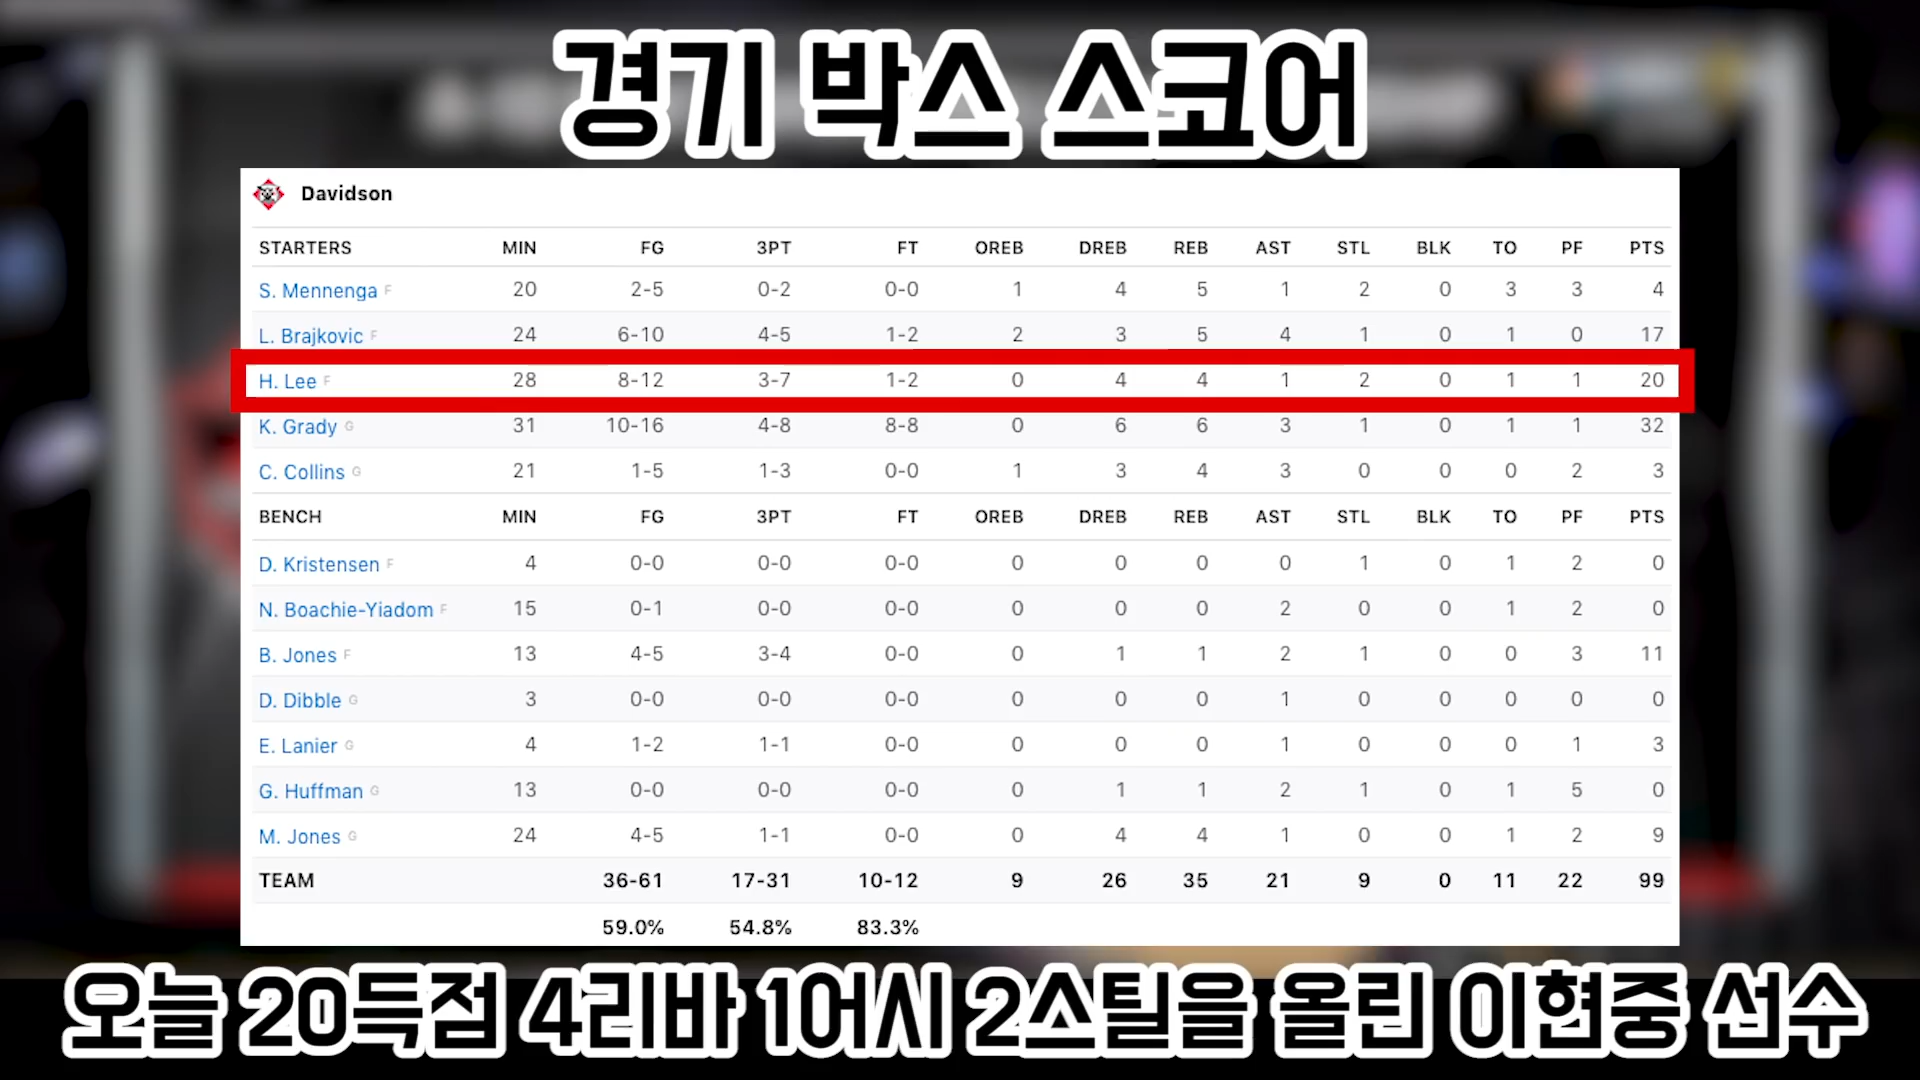 경기 박스 스코어
Davidson
STARTERS MIN FG 3PT FT OREB DREB REB AST STL BLK TO PF PTS
S. Mennenga F 20 2-5 0-2 0-0 1 4 5 1 2 0 3 3 4
L. Brajkovic F 24 6-10 4-5 1-2 2 3 5 4 1 0 1 0 17
H. Lee F 28 8-12 3-7 1-2 0 4 4 1 2 0 1 1 20
K. Grady G 31 10-16 4-8 8-8 0 6 6 3 1 0 1 1 32
C. Collins G 21 1-5 1-3 0-0 1 3 4 3 0 0 0 2 3
BENCH MIN FG 3PT FT OREB DREB REB AST STL BLK TO PF PTS
D. Kristensen F 4 0-0 0-0 0-0 0 0 0 0 1 0 1 2 0
N. Boachie-Yiadom F 15 0-1 0-0 0-0 0 0 0 2 0 0 1 2 0
B. Jones F 13 4-5 3-4 0-0 0 1 1 2 1 0 0 3 11
D. Dibble G 3 0-0 0-0 0-0 0 0 0 1 0 0 0 0 0
E. Lanier G 4 1-2 1-1 0-0 0 0 0 1 0 0 0 1 3
G. Huffman G 13 0-0 0-0 0-0 0 1 1 2 1 0 1 5 0
M. Jones G 24 4-5 1-1 0-0 0 4 4 1 0 0 1 2 9
TEAM 36-61 17-31 10-12 9 26 35 21 9 0 11 22 99
59.0% 54.8% 83.3%
오늘 20득점 4리바 1어시 2스틸을 올린 이현중 선수